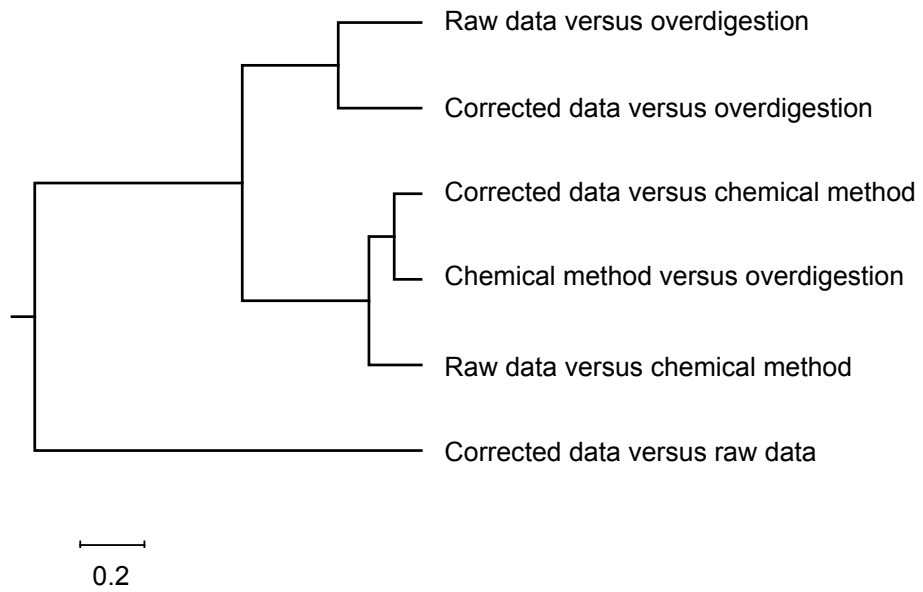 Raw data versus overdigestion
Corrected data versus overdigestion
Corrected data versus chemical method
Chemical method versus overdigestion
Raw data versus chemical method
Corrected data versus raw data
0.2